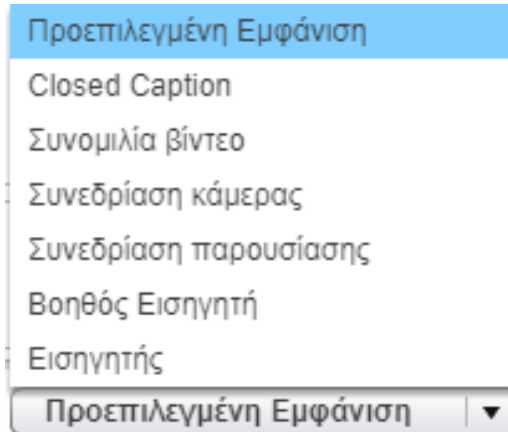 Προεπιλεγμένη Εμφάνιση
Closed Caption
Συνομιλία βίντεο
Συνεδρίαση κάμερας
Συνεδρίαση παρουσίασης
Βοηθός Εισηγητή
Εισηγητής
Προεπιλεγμένη Εμφάνιση